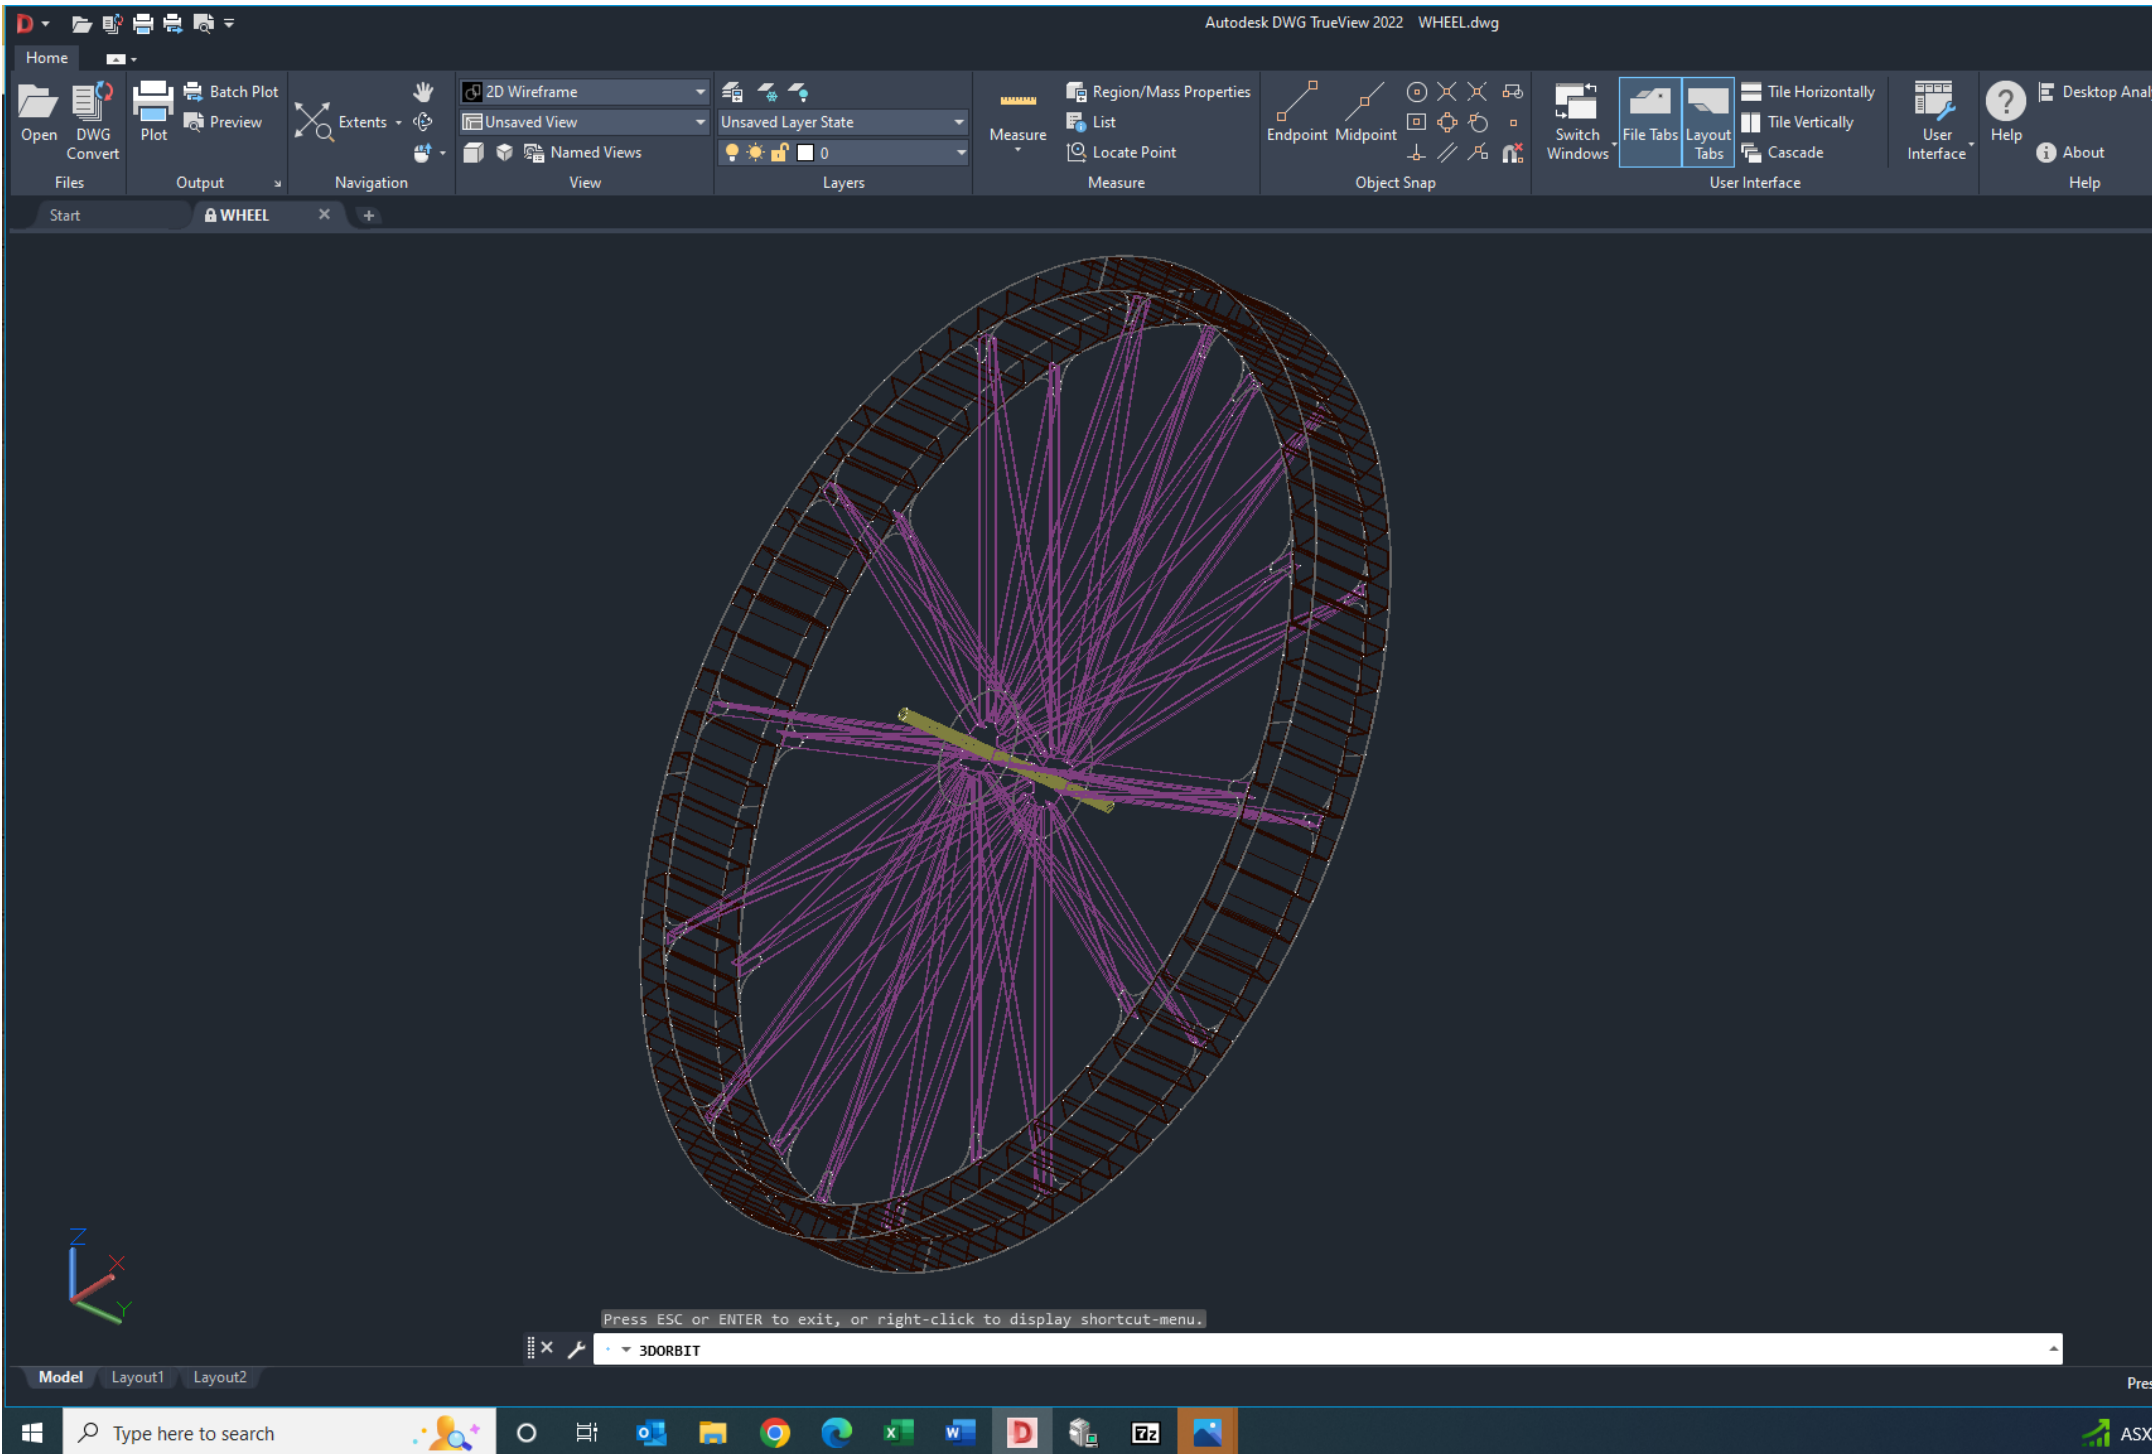 Autodesk DWG TrueView 2022 WHEEL.dwg
Home
Open
DWG Convert
Files
Plot
Batch Plot
Preview
Output
Extents
Navigation
2D Wireframe
Unsaved View
Named Views
View
Unsaved Layer State
0
Layers
Measure
Region/Mass Properties
List
Locate Point
Measure
Endpoint
Midpoint
Object Snap
Switch Windows
File Tabs
Layout Tabs
Tile Horizontally
Tile Vertically
Cascade
User Interface
User Interface
Help
Desktop Anal
About
Help
Start
WHEEL
Z
X
Y
Press ESC or ENTER to exit, or right-click to display shortcut-menu.
3DORBIT
Model
Layout1
Layout2
Pres
Type here to search
ASX